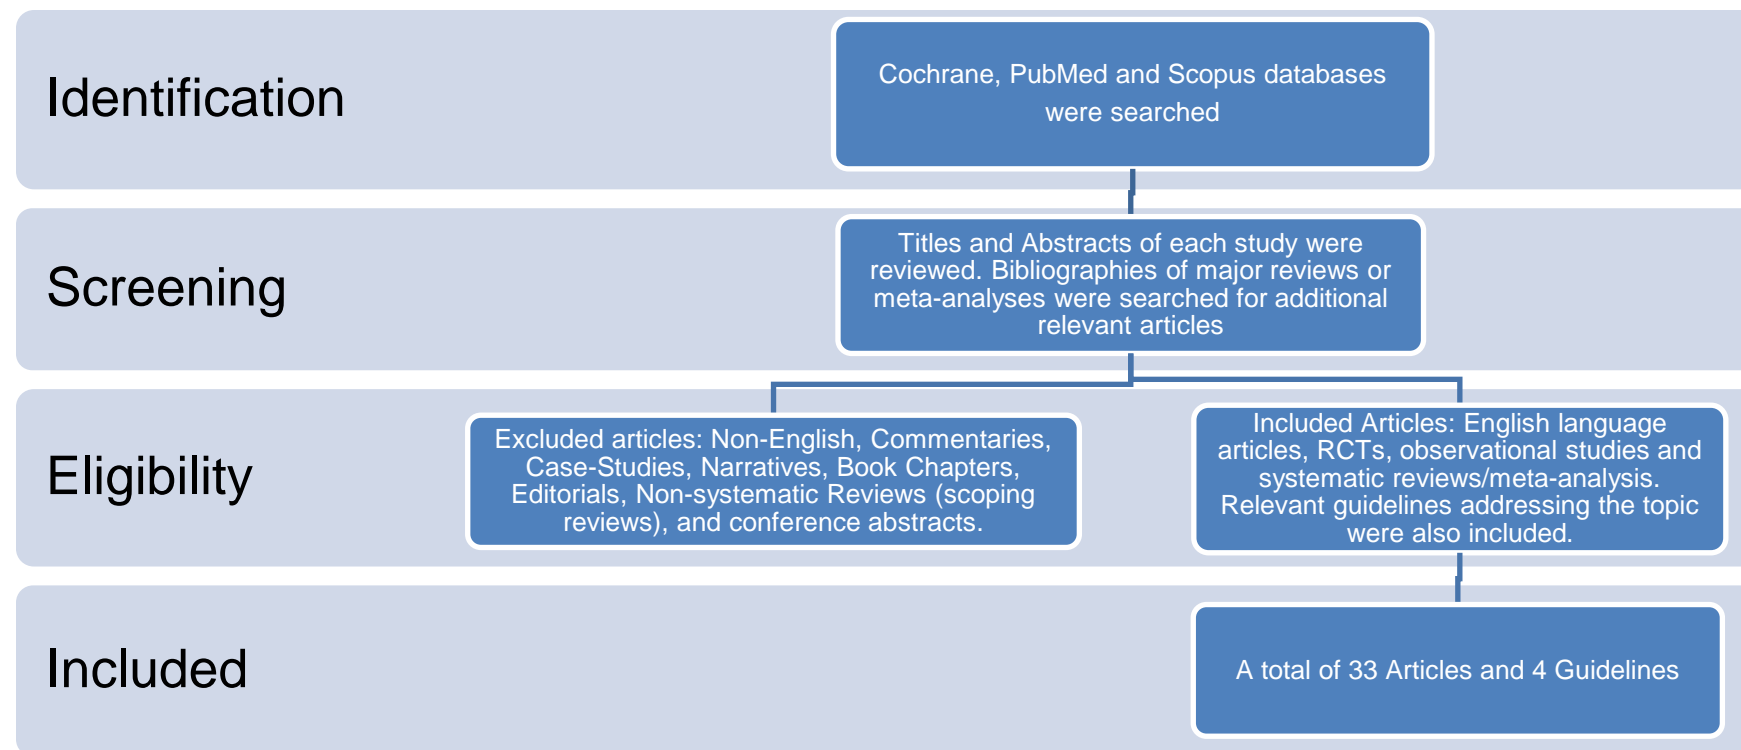 Identification
Cochrane, PubMed and Scopus databases
were searched
Screening
Titles and Abstracts of each study were
reviewed. Bibliographies of major reviews or
meta-analyses were searched for additional
relevant articles
Eligibility
Excluded articles: Non-English, Commentaries,
Case-Studies, Narratives, Book Chapters,
Editorials, Non-systematic Reviews (scoping
reviews), and conference abstracts.
Included Articles: English language
articles, RCTs, observational studies and
systematic reviews/meta-analysis.
Relevant guidelines addressing the topic
were also included.
Included
A total of 33 Articles and 4 Guidelines